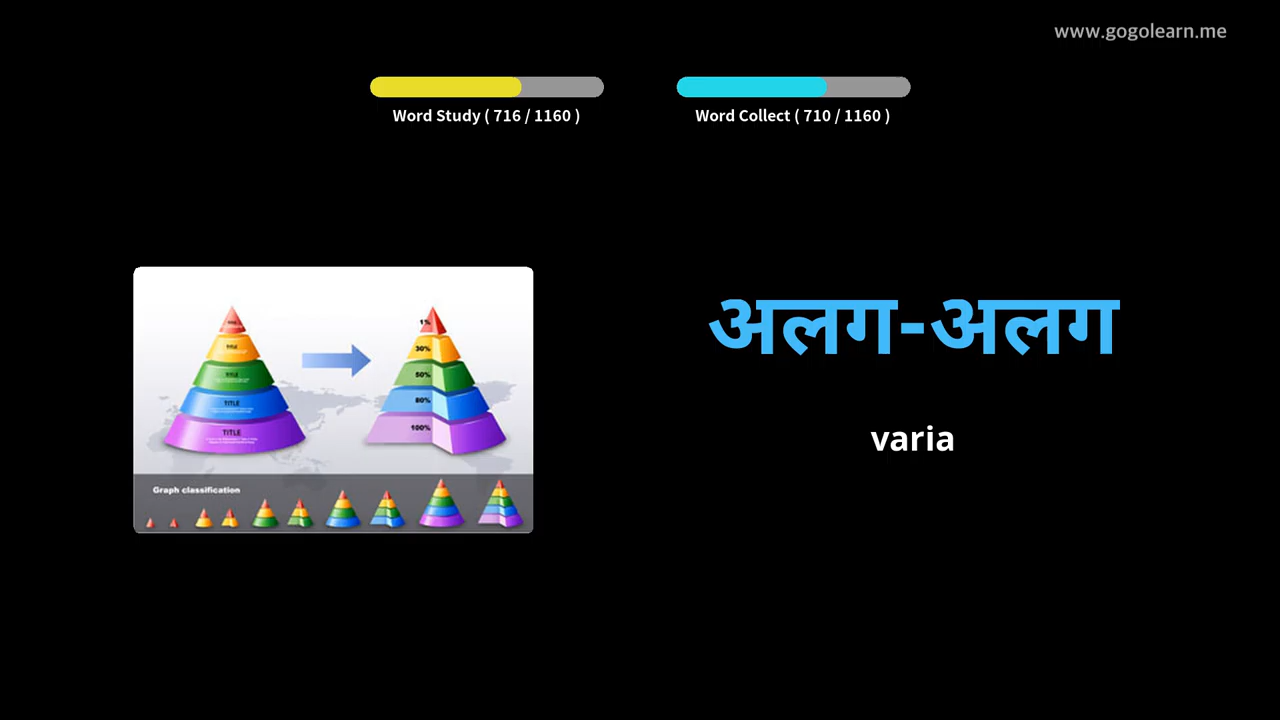 www.gogolearn.me
Word Study ( 716 / 1160 )
Word Collect ( 710 / 1160 )
अलग-अलग
varia
TITLE
TITLE
TITLE
TITLE
1%
30%
50%
80%
100%
Graph classification